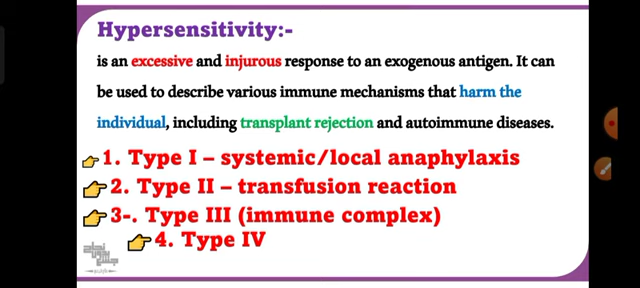 Hypersensitivity:-
is an excessive and injurous response to an exogenous antigen. It can
be used to describe various immune mechanisms that harm the
individual, including transplant rejection and autoimmune diseases.
1. Type I – systemic/local anaphylaxis
2. Type II – transfusion reaction
3-. Type III (immune complex)
4. Type IV